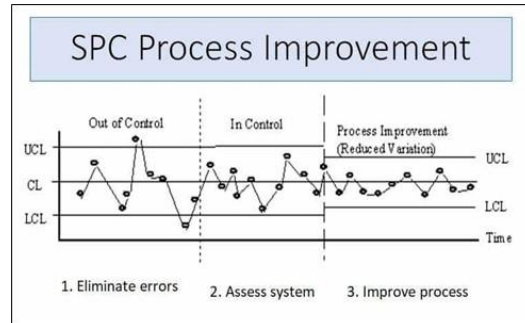 SPC Process Improvement
Out of Control
In Control
Process Improvement
(Reduced Variation)
UCL
UCL
CL
LCL
LCL
Time
1. Eliminate errors
2. Assess system
3. Improve process